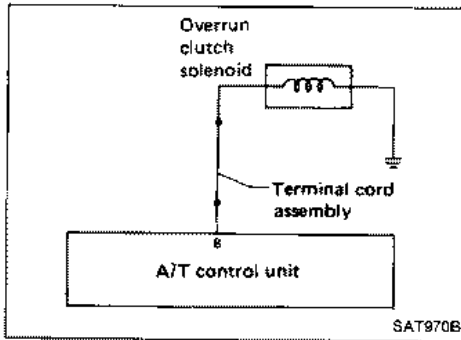 Overrun
clutch
solenoid
Terminal cord
assembly
8
A/T control unit
SAT970B